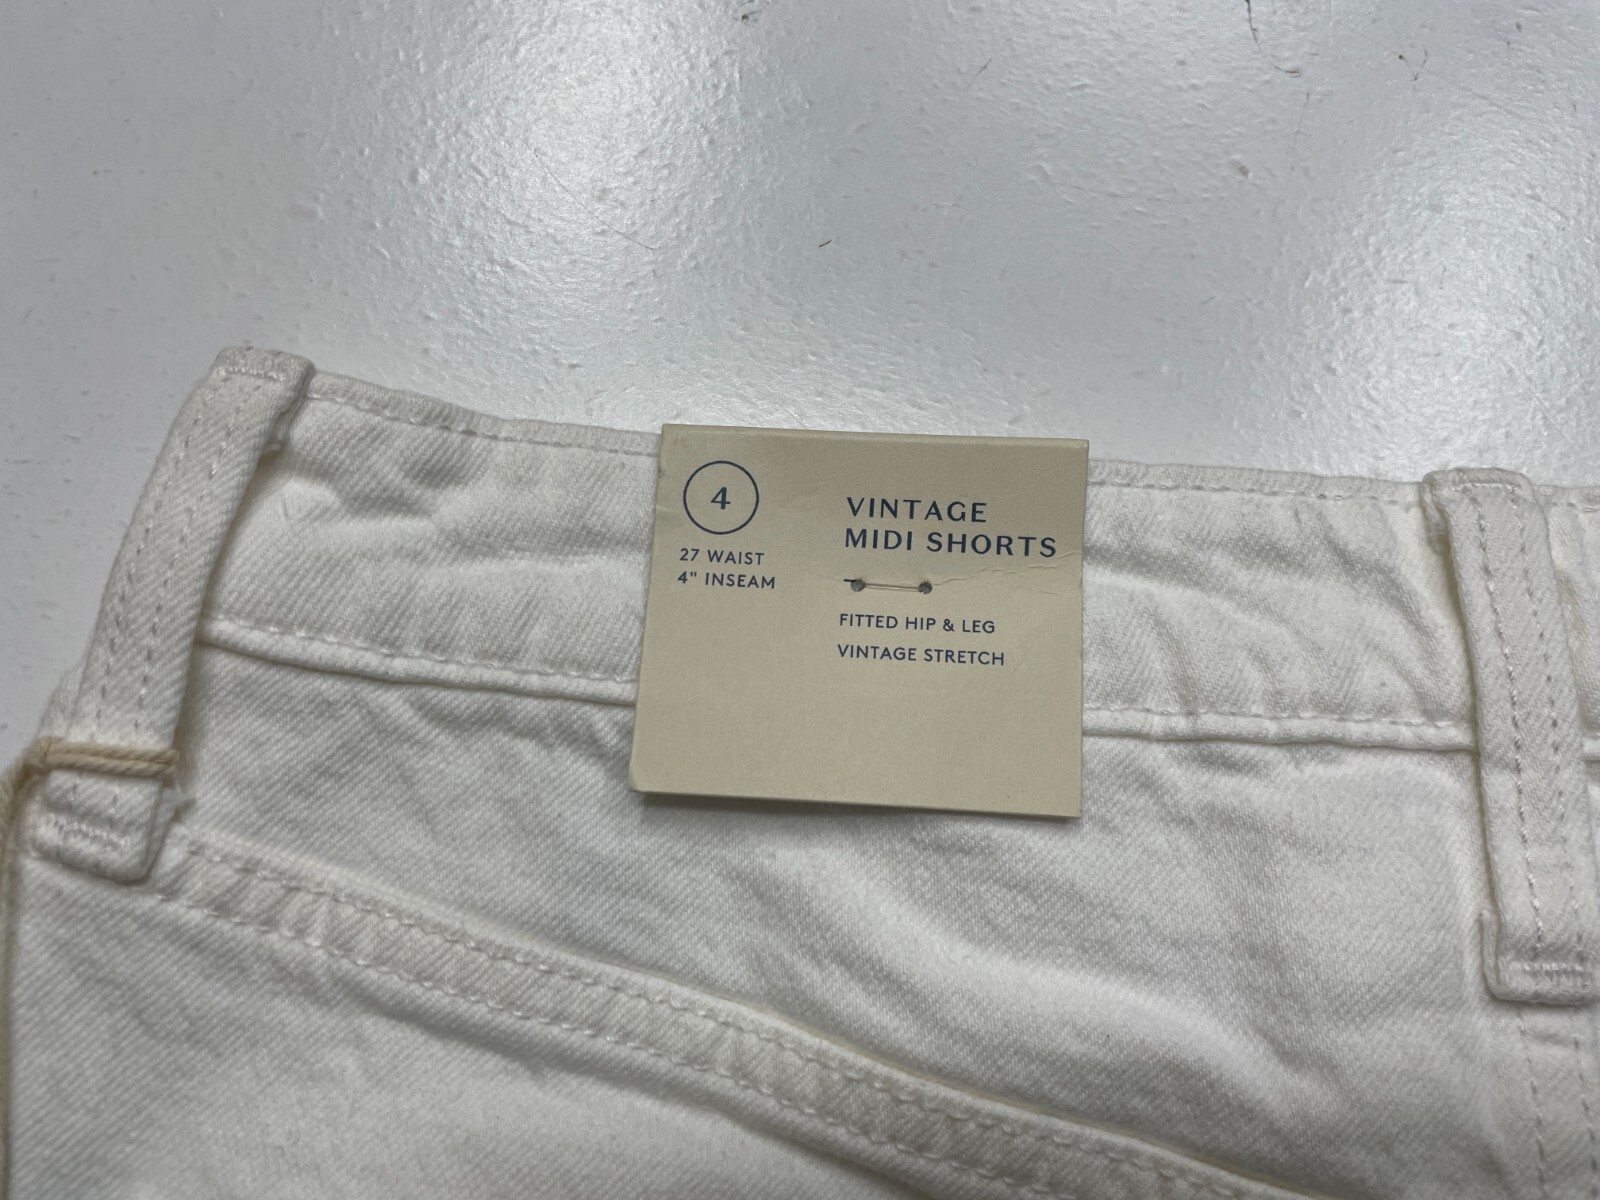 4
27 WAIST
4" INSEAM
VINTAGE
MIDI SHORTS
FITTED HIP & LEG
VINTAGE STRETCH